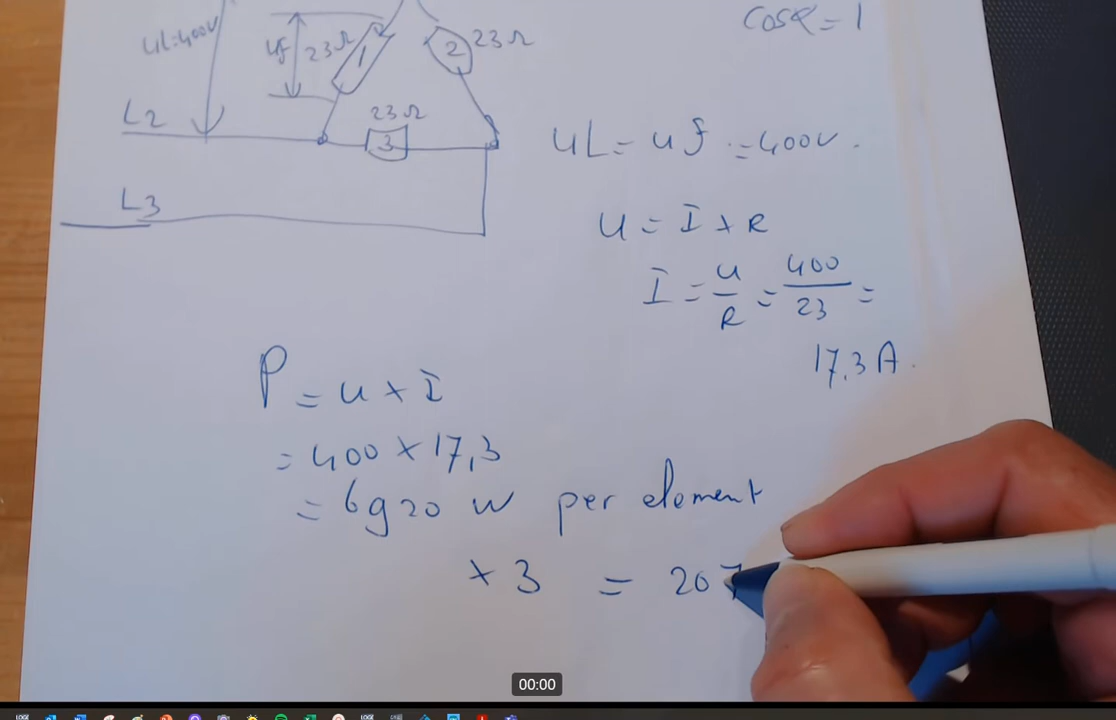 cosφ = 1
UL=400V
Uf
23Ω
1
2
23Ω
L2
23Ω
3
UL = Uf = 400V.
L3
U = I x R
I = U/R = 400/23 =
17,3 A.
P = U x I
= 400 x 17,3
= 6920 W per element
x 3 = 207
00:00